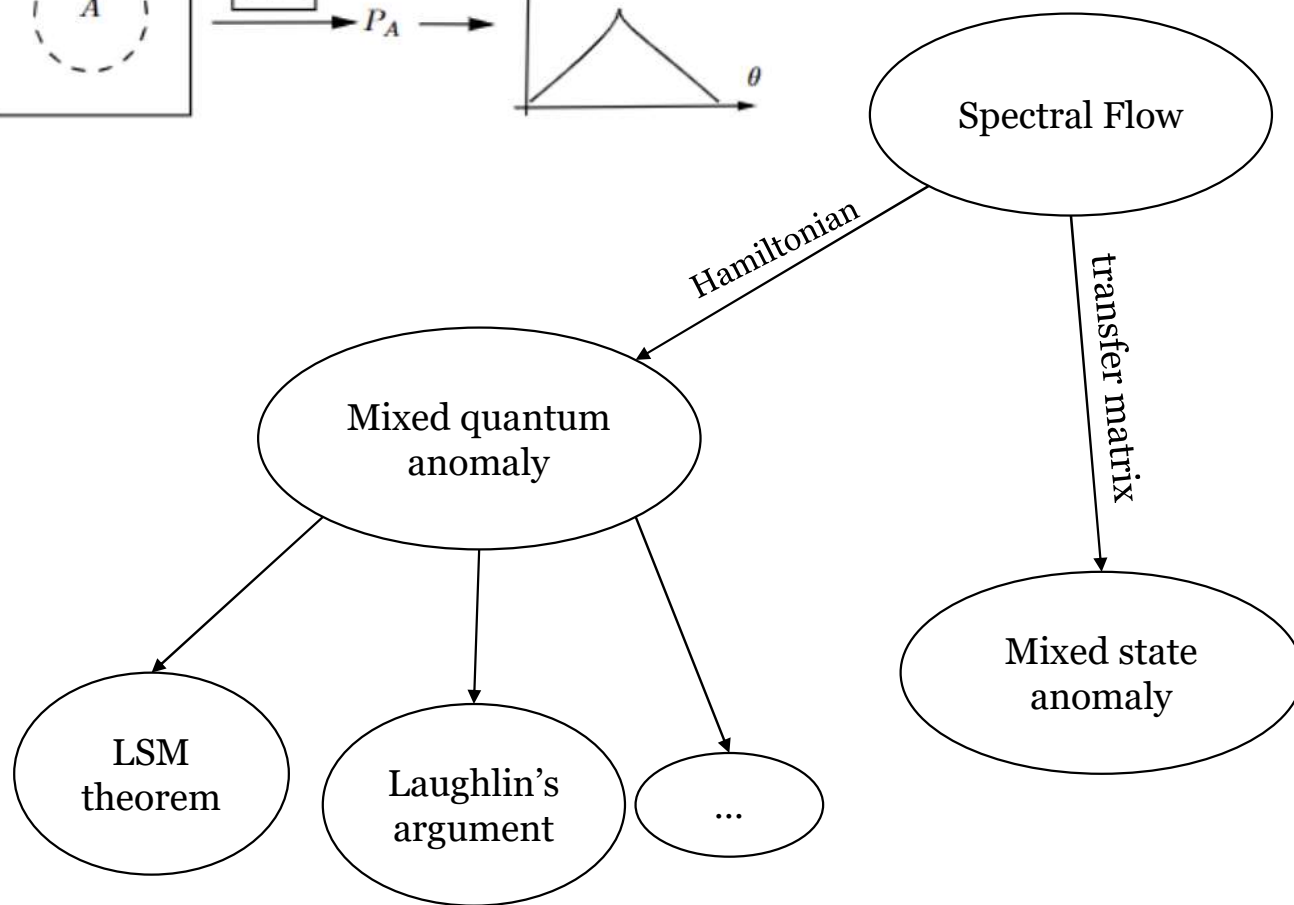 A
P_A
θ
Spectral Flow
Hamiltonian
transfer matrix
Mixed quantum
anomaly
Mixed state
anomaly
LSM
theorem
Laughlin’s
argument
...